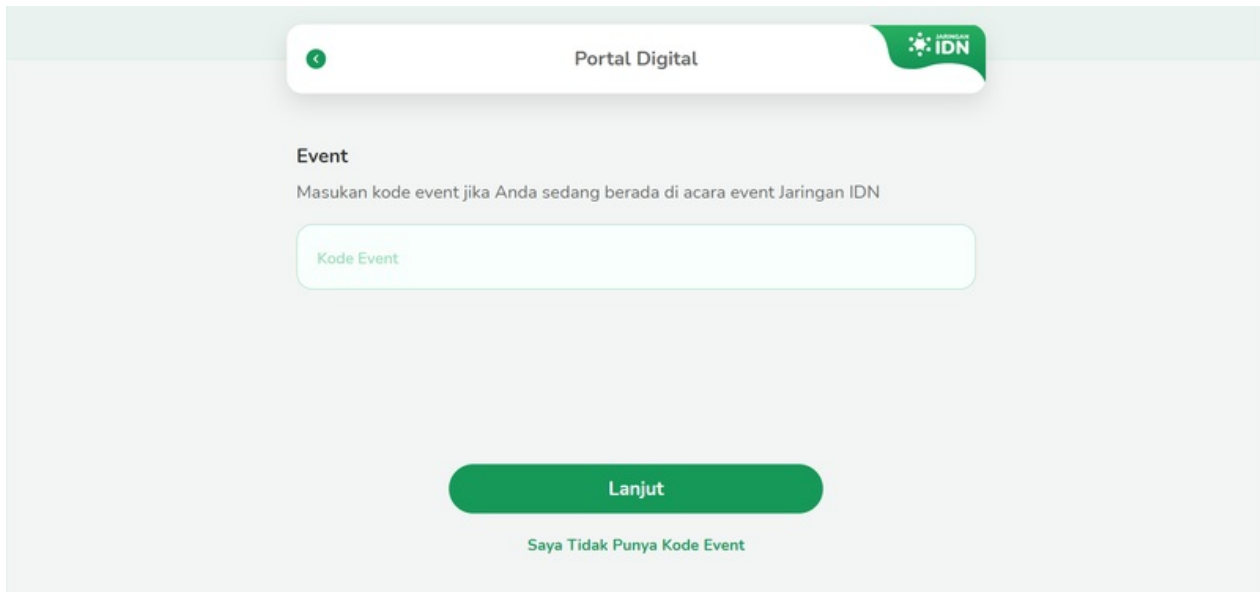 Portal Digital
JARINGAN
IDN
Event
Masukan kode event jika Anda sedang berada di acara event Jaringan IDN
Kode Event
Lanjut
Saya Tidak Punya Kode Event